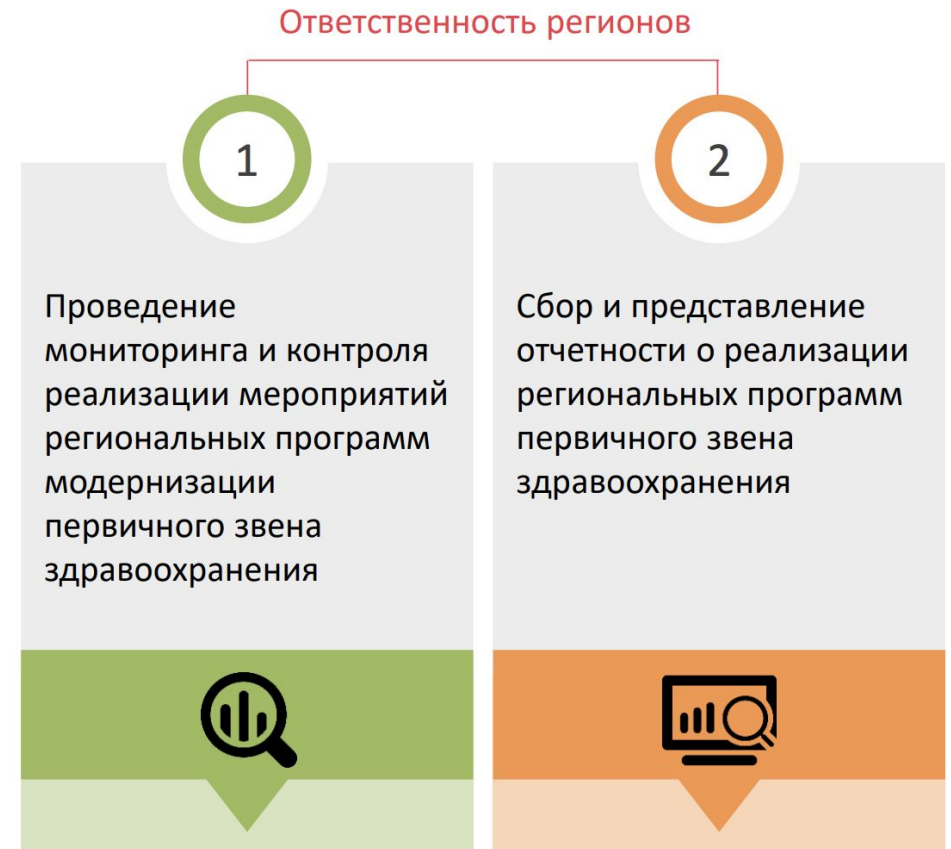 Ответственность регионов
1
Проведение
мониторинга и контроля
реализации мероприятий
региональных программ
модернизации
первичного звена
здравоохранения
2
Сбор и представление
отчетности о реализации
региональных программ
первичного звена
здравоохранения